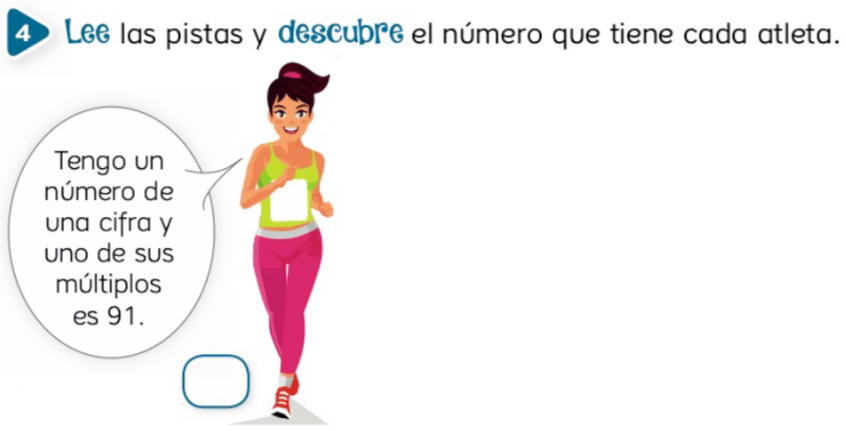 4 Lee las pistas y descubre el número que tiene cada atleta.
Tengo un
número de
una cifra y
uno de sus
múltiplos
es 91.